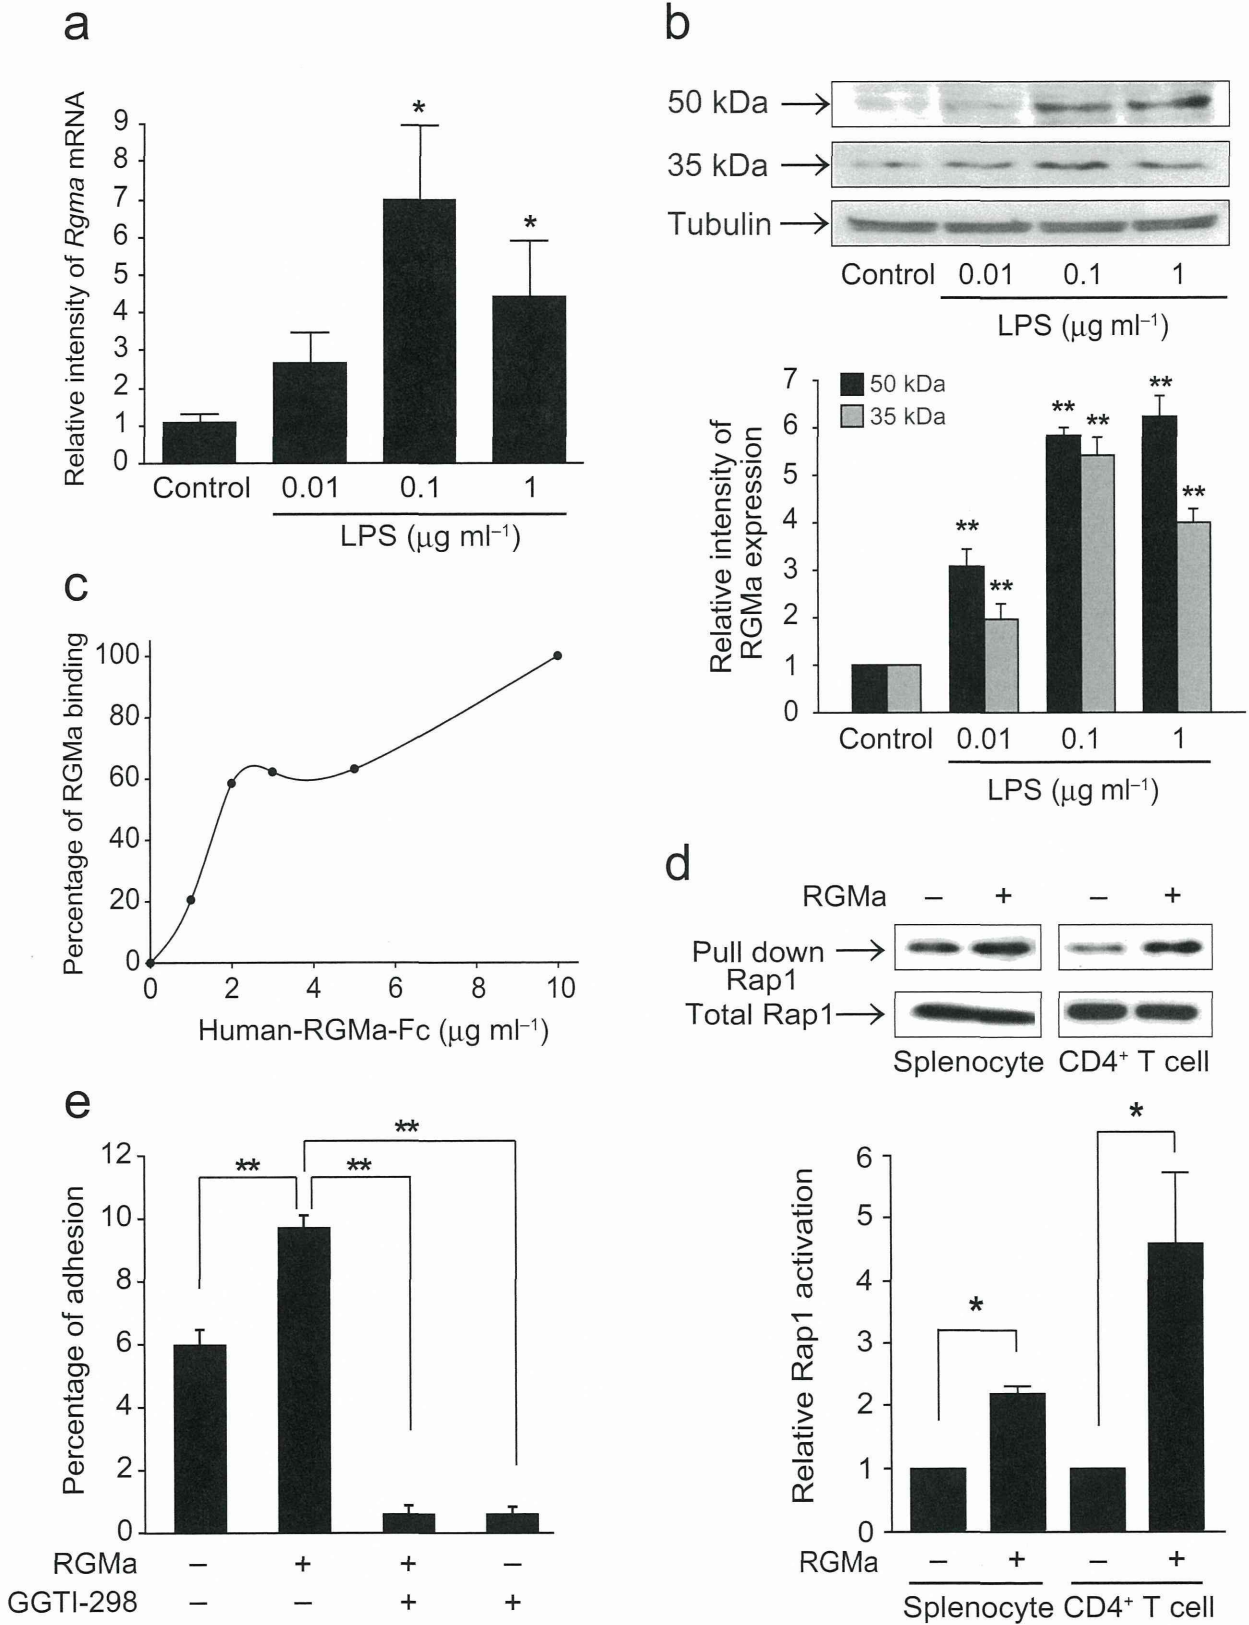 a
Relative intensity of Rgma mRNA
9
8
7
6
5
4
3
2
1
0
*
*
Control 0.01 0.1 1
LPS (μg ml⁻¹)
b
50 kDa
35 kDa
Tubulin
Control 0.01 0.1 1
LPS (μg ml⁻¹)
Relative intensity of
RGMa expression
7
6
5
4
3
2
1
0
50 kDa
35 kDa
**
**
**
**
**
**
Control 0.01 0.1 1
LPS (μg ml⁻¹)
c
Percentage of RGMa binding
100
80
60
40
20
0
0 2 4 6 8 10
Human-RGMa-Fc (μg ml⁻¹)
d
RGMa – + – +
Pull down
Rap1
Total Rap1
Splenocyte CD4⁺ T cell
Relative Rap1 activation
6
5
4
3
2
1
0
*
*
RGMa – + – +
Splenocyte CD4⁺ T cell
e
Percentage of adhesion
12
10
8
6
4
2
0
**
** **
RGMa – + + –
GGTI-298 – – + +